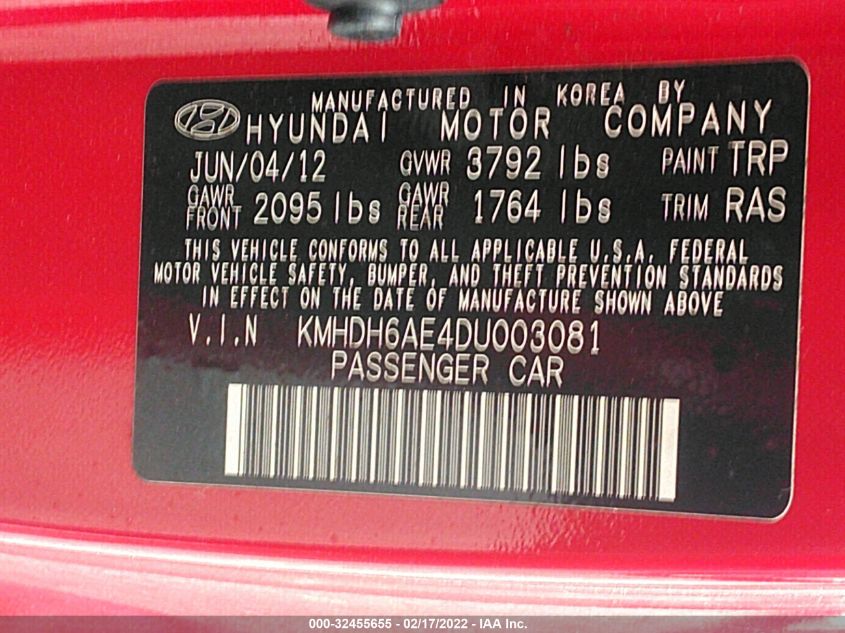 MANUFACTURED IN KOREA BY
HYUNDAI MOTOR COMPANY
JUN/04/12 GVWR 3792 lbs PAINT TRP
GAWR FRONT 2095 lbs GAWR REAR 1764 lbs TRIM RAS
THIS VEHICLE CONFORMS TO ALL APPLICABLE U.S.A. FEDERAL
MOTOR VEHICLE SAFETY, BUMPER, AND THEFT PREVENTION STANDARDS
IN EFFECT ON THE DATE OF MANUFACTURE SHOWN ABOVE
V.I.N KMHDH6AE4DU003081
PASSENGER CAR
000-32455655 - 02/17/2022 - IAA Inc.